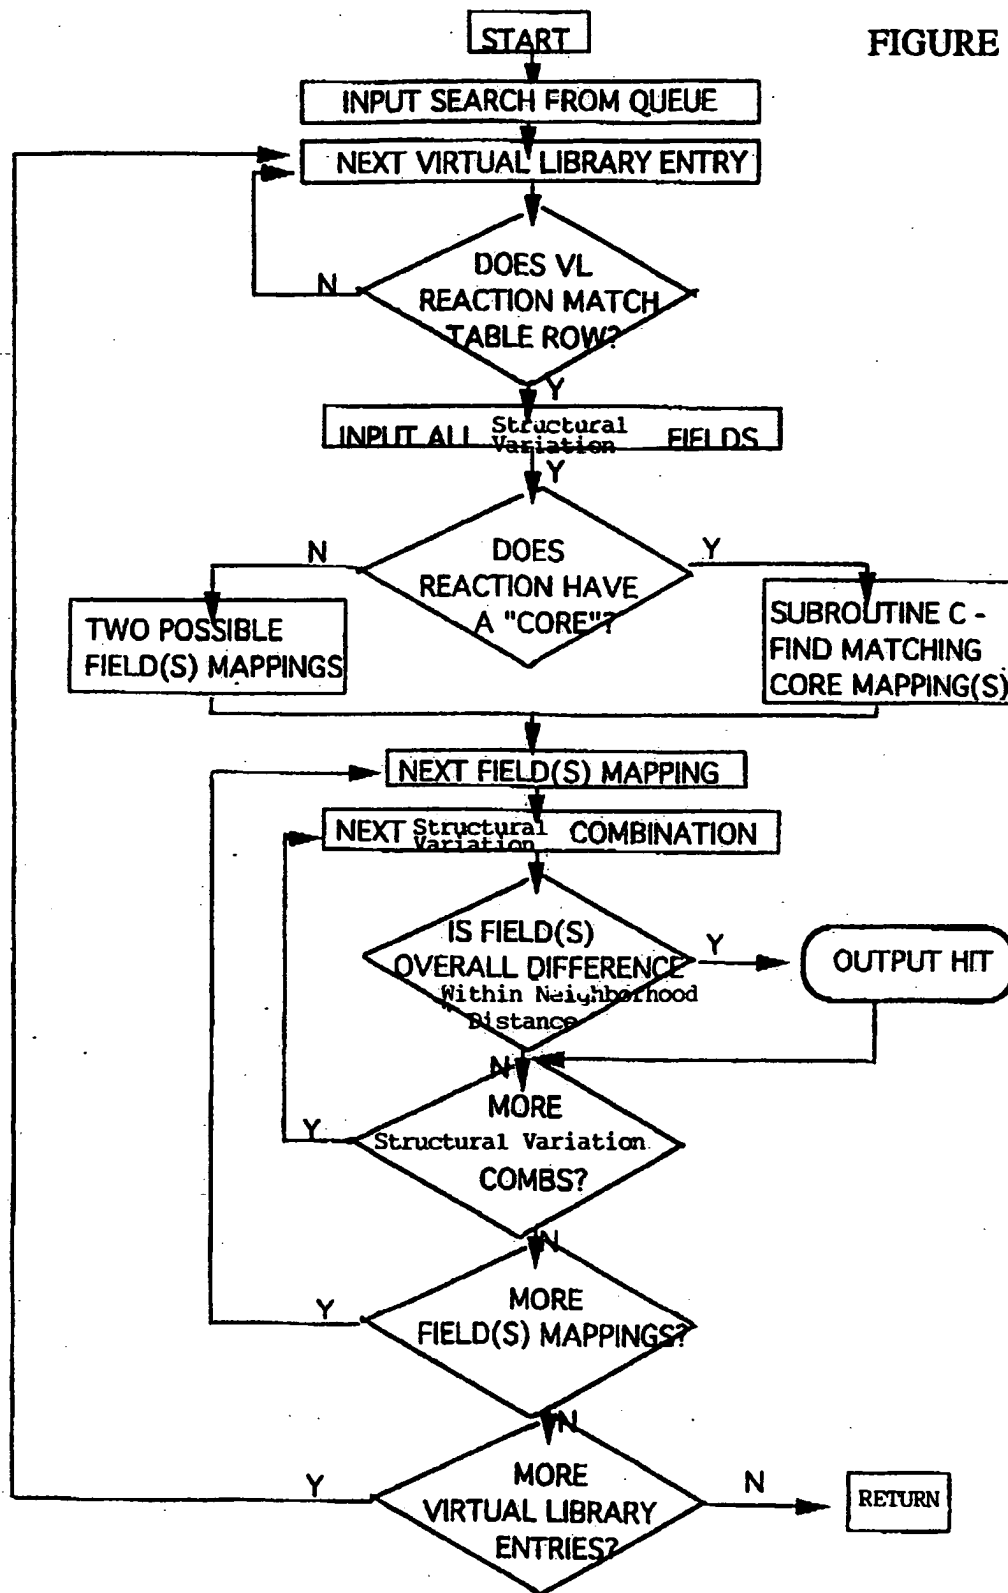 START
FIGURE
INPUT SEARCH FROM QUEUE
NEXT VIRTUAL LIBRARY ENTRY
DOES VL
REACTION MATCH
TABLE ROW?
N
Y
INPUT ALL Structural Variation FIELDS
Y
DOES
REACTION HAVE
A "CORE"?
N
Y
TWO POSSIBLE
FIELD(S) MAPPINGS
SUBROUTINE C -
FIND MATCHING
CORE MAPPING(S)
NEXT FIELD(S) MAPPING
NEXT Structural Variation COMBINATION
IS FIELD(S)
OVERALL DIFFERENCE
Within Neighborhood
Distance
Y
OUTPUT HIT
N
MORE
Structural Variation
COMBS?
Y
N
MORE
FIELD(S) MAPPINGS?
Y
N
MORE
VIRTUAL LIBRARY
ENTRIES?
Y
N
RETURN